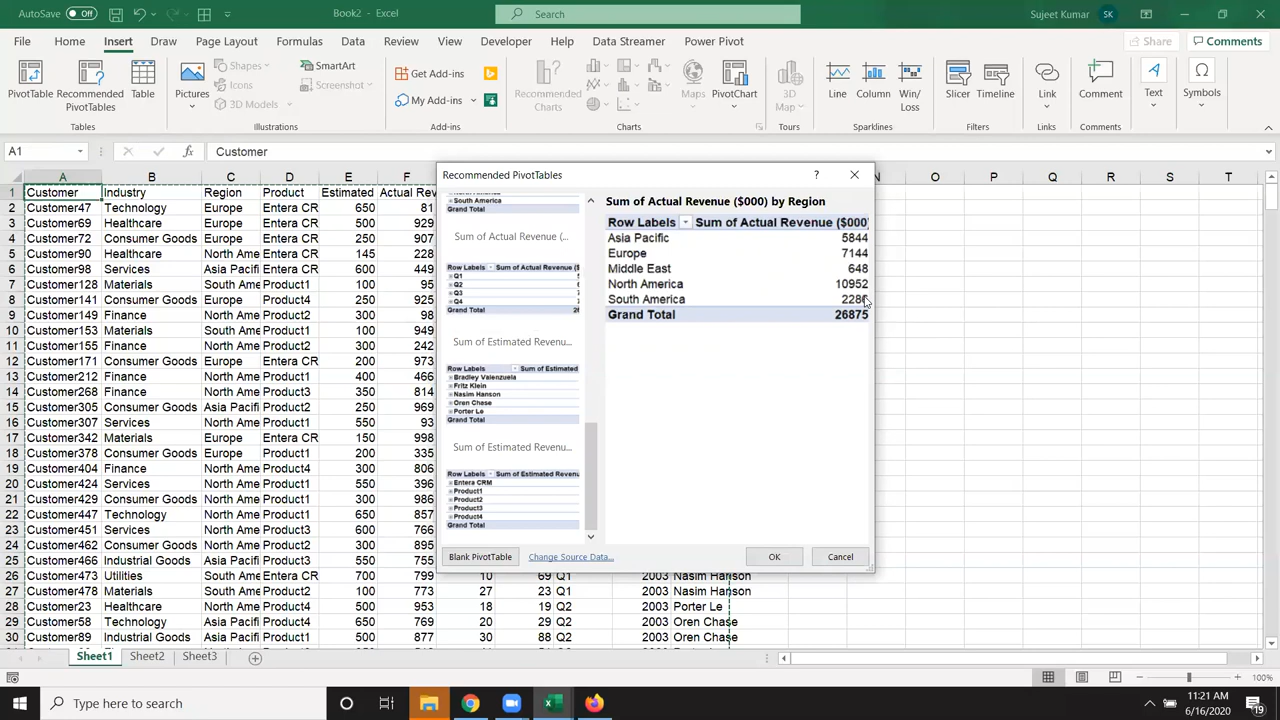 AutoSave Off Book2 - Excel Search Sujeet Kumar SK
File Home Insert Draw Page Layout Formulas Data Review View Developer Help Data Streamer Power Pivot Share Comments
PivotTable Recommended PivotTables Table Pictures Shapes Icons 3D Models SmartArt Screenshot Get Add-ins My Add-ins Recommended Charts Maps PivotChart 3D Map Line Column Win/Loss Slicer Timeline Link Comment Text Symbols
Tables Illustrations Add-ins Charts Tours Sparklines Filters Links Comments
A1 fx Customer
A B C D E F N O P Q R S T
1 Customer Industry Region Product Estimated Actual Rev
2 Customer47 Technology Europe Entera CR 650 81
3 Customer69 Healthcare Europe Entera CR 500 929
4 Customer72 Consumer Goods Europe Entera CR 250 907
5 Customer90 Healthcare North Ame Entera CR 145 228
6 Customer98 Services Asia Pacifi Entera CR 600 449
7 Customer128 Materials South Ame Product1 100 95
8 Customer141 Consumer Goods Europe Product4 600 972
9 Customer149 Finance North Ame Product2 100 943
10 Customer153 Materials South Ame Product1 100 949
11 Customer155 Finance North Ame Product2 300 242
12 Customer171 Consumer Goods Europe Product2 200 973
13 Customer212 Finance North Ame Product1 400 466
14 Customer268 Finance North Ame Product3 350 814
15 Customer305 Consumer Goods Asia Pacifi Product2 250 969
16 Customer307 Services North Ame Product1 550 93
17 Customer342 Materials Europe Entera CR 150 998
18 Customer378 Consumer Goods Europe Product1 200 335
19 Customer404 Finance North Ame Product4 300 806
20 Customer424 Services North Ame Product1 550 396
21 Customer429 Consumer Goods North Ame Product1 300 497
22 Customer447 Technology North Ame Product1 650 857
23 Customer451 Services North Ame Product3 600 766
24 Customer462 Consumer Goods North Ame Product2 300 895
25 Customer466 Industrial Goods Asia Pacifi Product3 550 245
26 Customer473 Utilities South Ame Entera CR 700 799 10 69 Q1 2003 Nasim Hanson
27 Customer478 Materials South Ame Product2 100 773 27 23 Q1 2003 Nasim Hanson
28 Customer23 Healthcare North Ame Product4 500 953 18 19 Q2 2003 Porter Le
29 Customer58 Technology Europe Product4 650 769 20 29 Q2 2003 Oren Chase
30 Customer89 Industrial Goods Asia Pacifi Product1 500 877 30 88 Q2 2003 Oren Chase
Recommended PivotTables ?
South America
Grand Total
Sum of Actual Revenue (...
Row Labels Sum of Actual Revenue ($
Q1
Q2
Q3
Q4
Grand Total
Sum of Estimated Revenu...
Row Labels Sum of Estimated
Bradley Valenzuela
Fritz Klein
Nasim Hanson
Oren Chase
Porter Le
Grand Total
Sum of Estimated Revenu...
Row Labels Sum of Estimated Revenu
Entera CRM
Product1
Product2
Product3
Product4
Grand Total
Sum of Actual Revenue ($000) by Region
Row Labels Sum of Actual Revenue ($000)
Asia Pacific 5844
Europe 7144
Middle East 648
North America 10952
South America
Grand Total 26875
Blank PivotTable Change Source Data... OK Cancel
Sheet1 Sheet2 Sheet3
100%
Type here to search
11:21 AM
6/16/2020
19